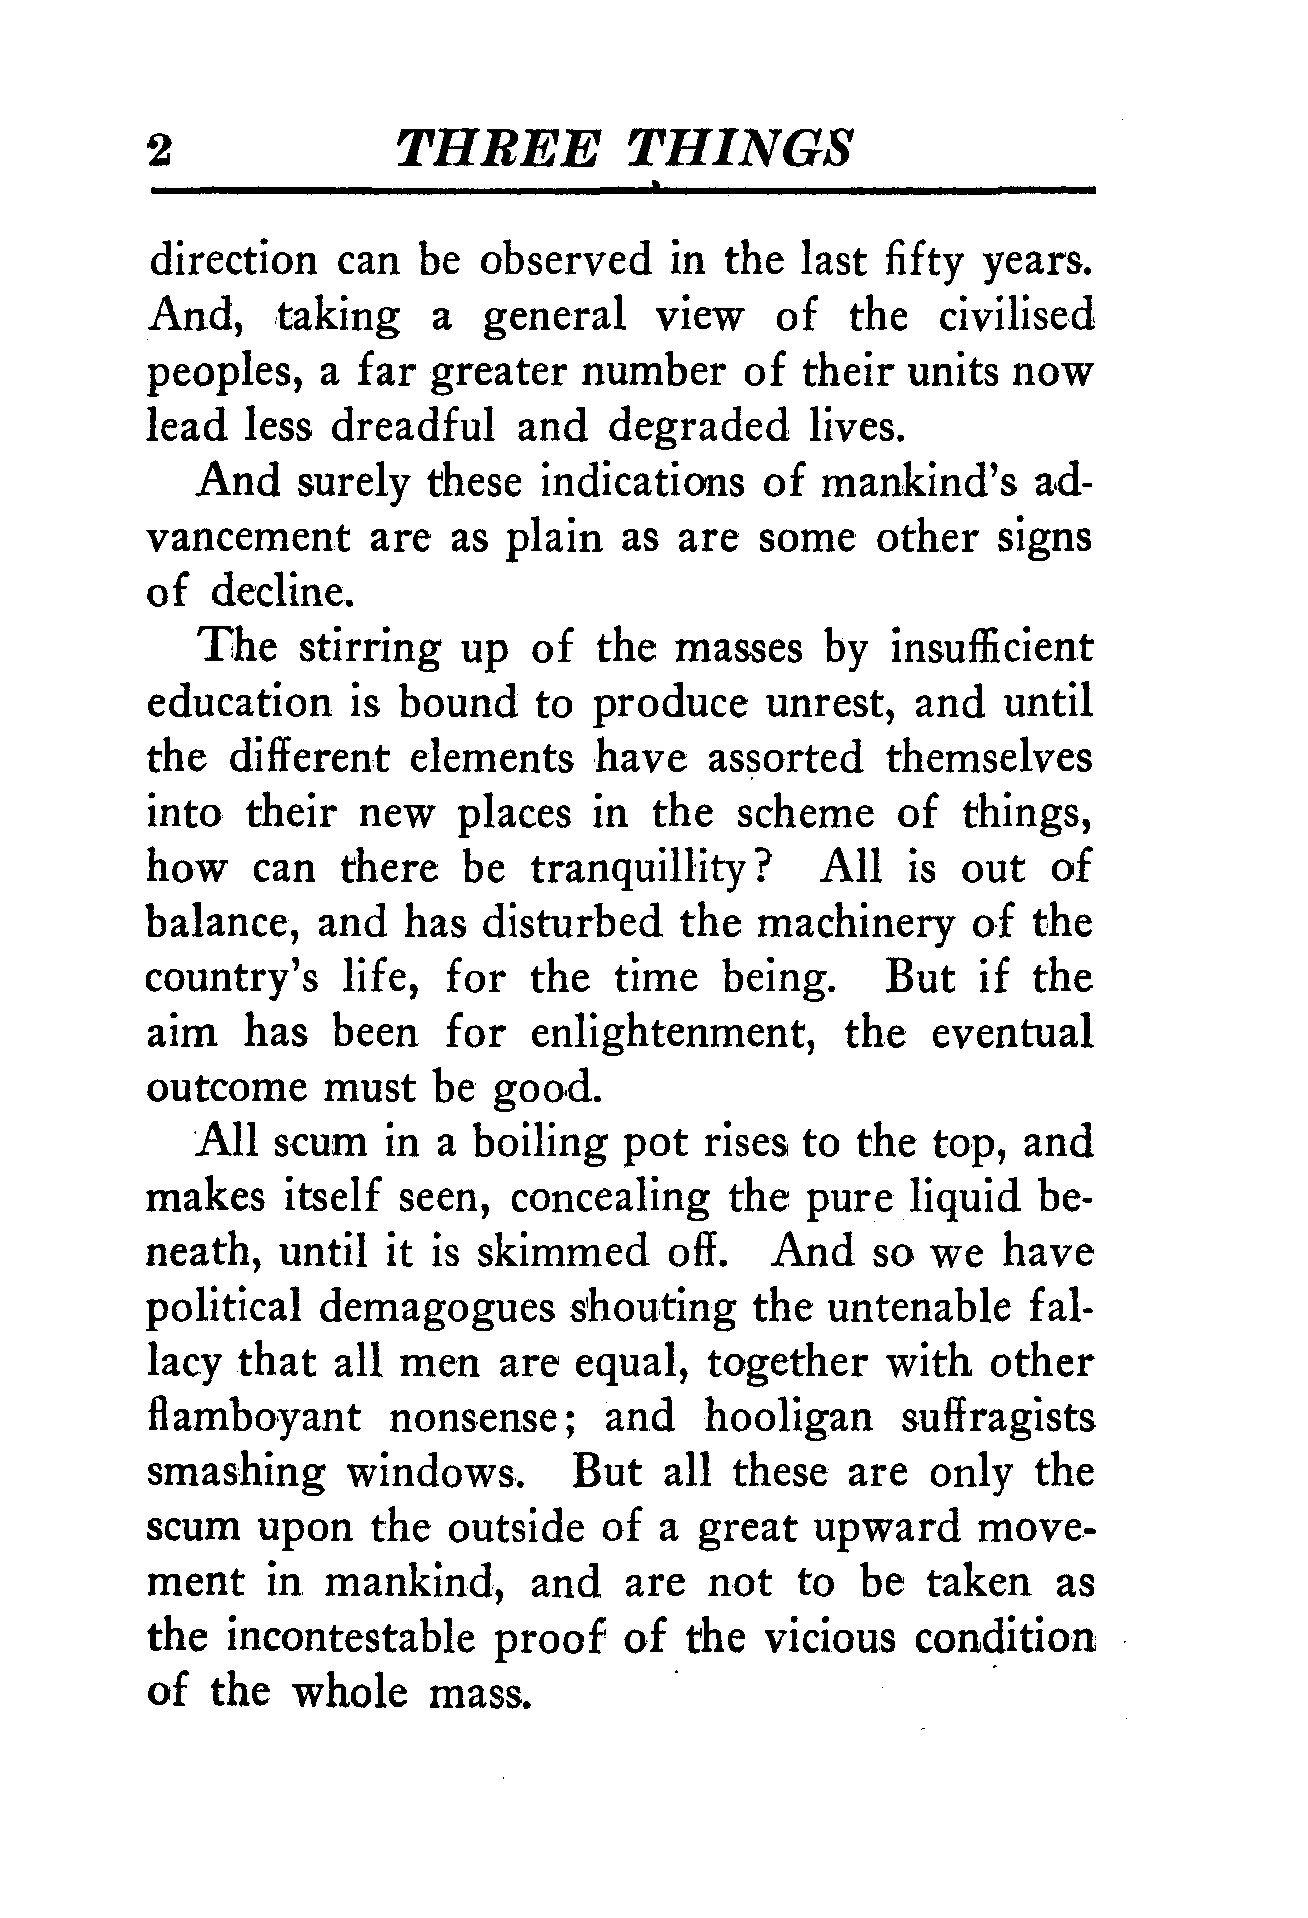 2 THREE THINGS
direction can be observed in the last fifty years.
And, taking a general view of the civilised
peoples, a far greater number of their units now
lead less dreadful and degraded lives.
And surely these indications of mankind's ad-
vancement are as plain as are some other signs
of decline.
The stirring up of the masses by insufficient
education is bound to produce unrest, and until
the different elements have assorted themselves
into their new places in the scheme of things,
how can there be tranquillity? All is out of
balance, and has disturbed the machinery of the
country's life, for the time being. But if the
aim has been for enlightenment, the eventual
outcome must be good.
All scum in a boiling pot rises to the top, and
makes itself seen, concealing the pure liquid be-
neath, until it is skimmed off. And so we have
political demagogues shouting the untenable fal-
lacy that all men are equal, together with other
flamboyant nonsense; and hooligan suffragists
smashing windows. But all these are only the
scum upon the outside of a great upward move-
ment in mankind, and are not to be taken as
the incontestable proof of the vicious condition
of the whole mass.